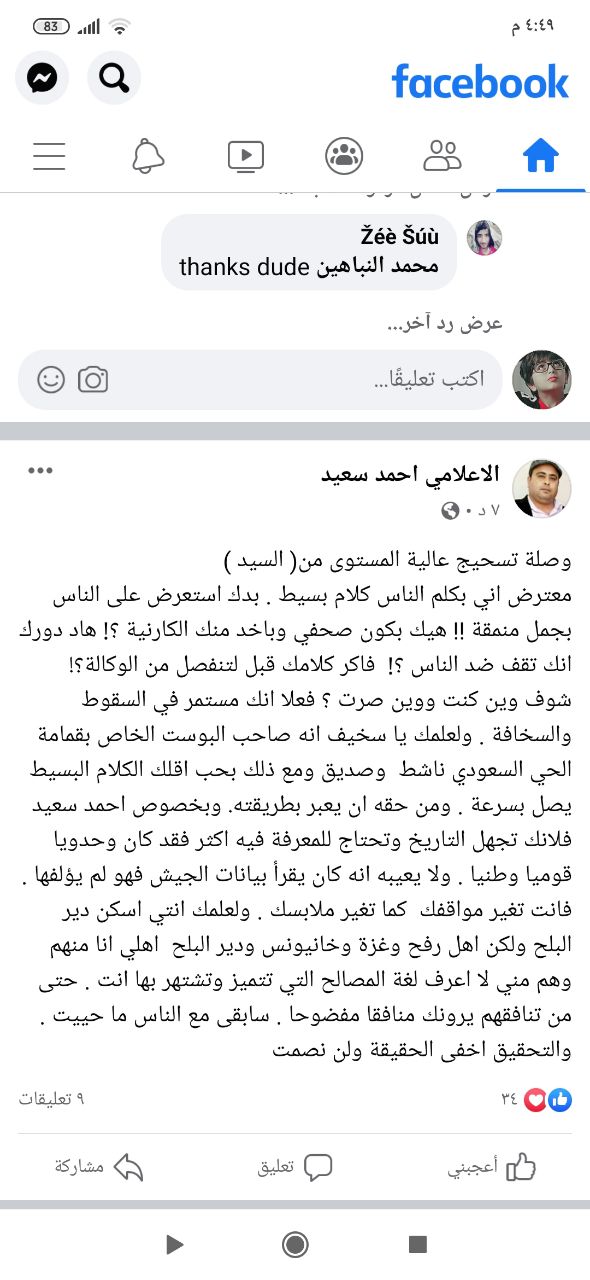 ٤:٤٩ م
83
facebook
Žéè Šúù
محمد النباهين thanks dude
عرض رد آخر...
اكتب تعليقًا...
الاعلامي احمد سعيد
٧ د •
وصلة تسحيج عالية المستوى من( السيد )
معترض اني بكلم الناس كلام بسيط . بدك استعرض على الناس
بجمل منمقة !! هيك بكون صحفي وباخد منك الكارنية ؟! هاد دورك
انك تقف ضد الناس ؟! فاكر كلامك قبل لتنفصل من الوكالة؟!
شوف وين كنت ووين صرت ؟ فعلا انك مستمر في السقوط
والسخافة . ولعلمك يا سخيف انه صاحب البوست الخاص بقمامة
الحي السعودي ناشط وصديق ومع ذلك بحب اقلك الكلام البسيط
يصل بسرعة . ومن حقه ان يعبر بطريقته. وبخصوص احمد سعيد
فلانك تجهل التاريخ وتحتاج للمعرفة فيه اكثر فقد كان وحدويا
قوميا وطنيا . ولا يعيبه انه كان يقرأ بيانات الجيش فهو لم يؤلفها .
فانت تغير مواقفك كما تغير ملابسك . ولعلمك انتي اسكن دير
البلح ولكن اهل رفح وغزة وخانيونس ودير البلح اهلي انا منهم
وهم مني لا اعرف لغة المصالح التي تتميز وتشتهر بها انت . حتى
من تنافقهم يرونك منافقا مفضوحا . سابقى مع الناس ما حييت .
والتحقيق اخفى الحقيقة ولن نصمت
٣٤
٩ تعليقات
أعجبني
تعليق
مشاركة